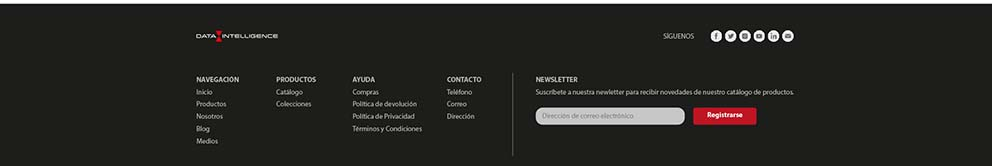 DATA INTELLIGENCE
SÍGUENOS
NAVEGACIÓN
Inicio
Productos
Nosotros
Blog
Medios
PRODUCTOS
Catálogo
Colecciones
AYUDA
Compras
Política de devolución
Política de Privacidad
Términos y Condiciones
CONTACTO
Teléfono
Correo
Dirección
NEWSLETTER
Suscríbete a nuestra newletter para recibir novedades de nuestro catálogo de productos.
Dirección de correo electrónico
Registrarse